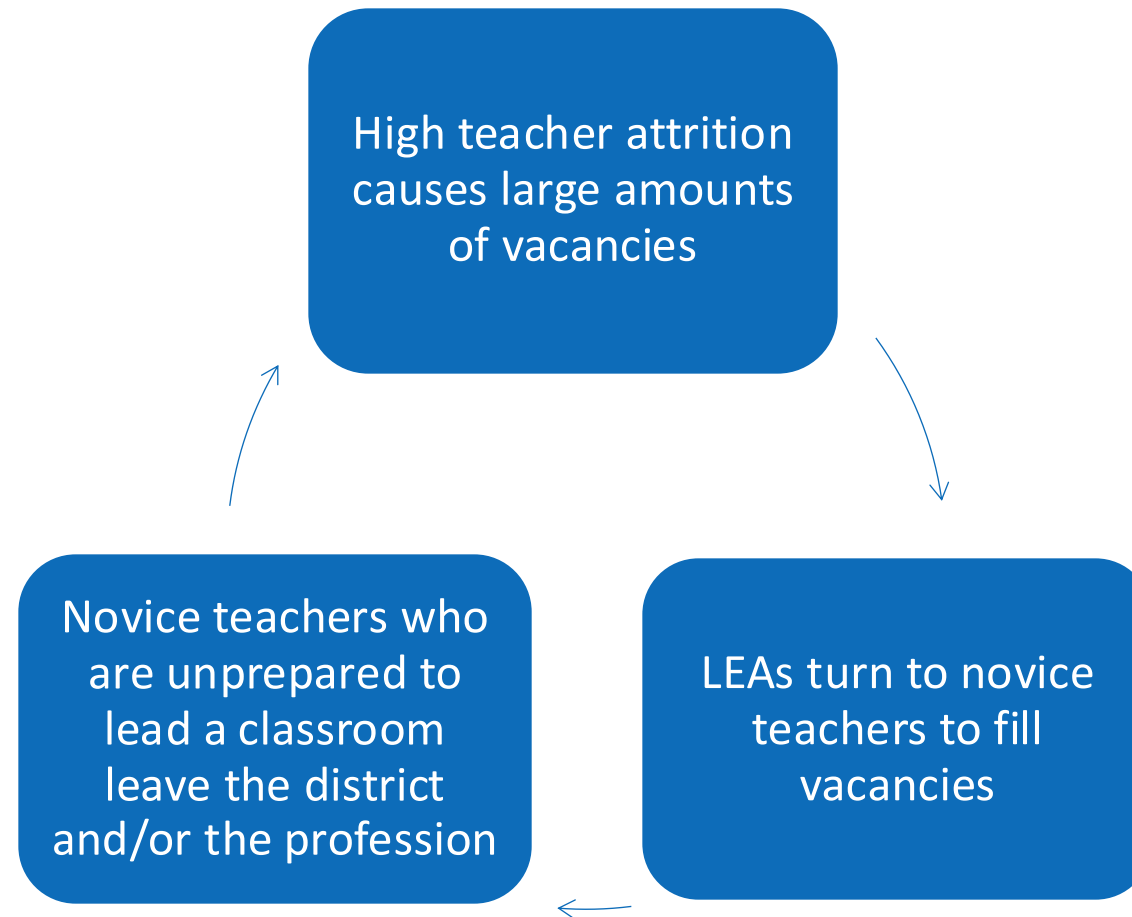 High teacher attrition
causes large amounts
of vacancies
LEAs turn to novice
teachers to fill
vacancies
Novice teachers who
are unprepared to
lead a classroom
leave the district
and/or the profession